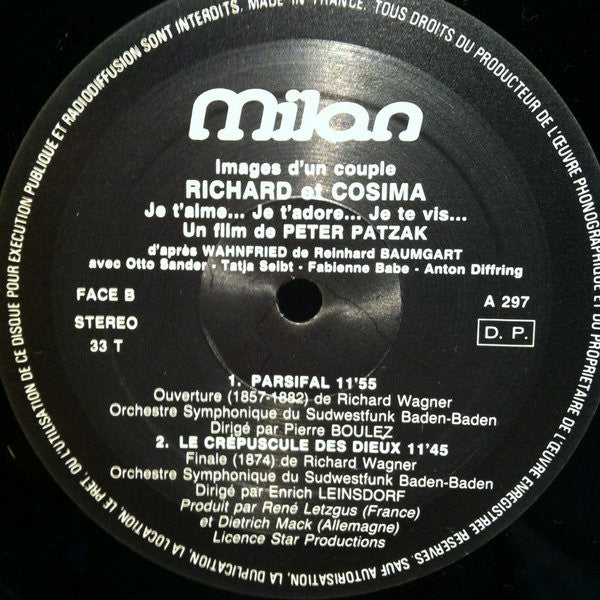 milan
Images d'un couple
RICHARD et COSIMA
Je t'aime... Je t'adore... Je te vis...
Un film de PETER PATZAK
d'après WAHNFRIED de Reinhard BAUMGART
avec Otto Sander - Tatja Seibt - Fabienne Babe - Anton Diffring
FACE B
STEREO
33 T
A 297
D. P.
1. PARSIFAL 11'55
Ouverture (1857-1882) de Richard Wagner
Orchestre Symphonique du Sudwestfunk Baden-Baden
Dirigé par Pierre BOULEZ
2. LE CRÉPUSCULE DES DIEUX 11'45
Finale (1874) de Richard Wagner
Orchestre Symphonique du Sudwestfunk Baden-Baden
Dirigé par Enrich LEINSDORF
Produit par René Letzgus (France)
et Dietrich Mack (Allemagne)
Licence Star Productions
MADE IN FRANCE. TOUS DROITS DU PRODUCTEUR DE L'ŒUVRE PHONOGRAPHIQUE ET DU PROPRIETAIRE DE L'ŒUVRE ENREGISTREE RESERVES. SAUF AUTORISATION, LA DUPLICATION, LA LOCATION, LE PRET, OU L'UTILISATION DE CE DISQUE POUR EXECUTION PUBLIQUE ET RADIODIFFUSION SONT INTERDITS.